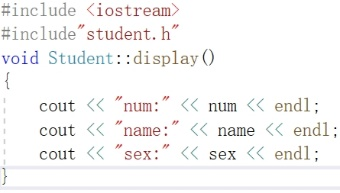 #include <iostream>
#include"student.h"
void Student::display()
{
    cout << "num:" << num << endl;
    cout << "name:" << name << endl;
    cout << "sex:" << sex << endl;
}